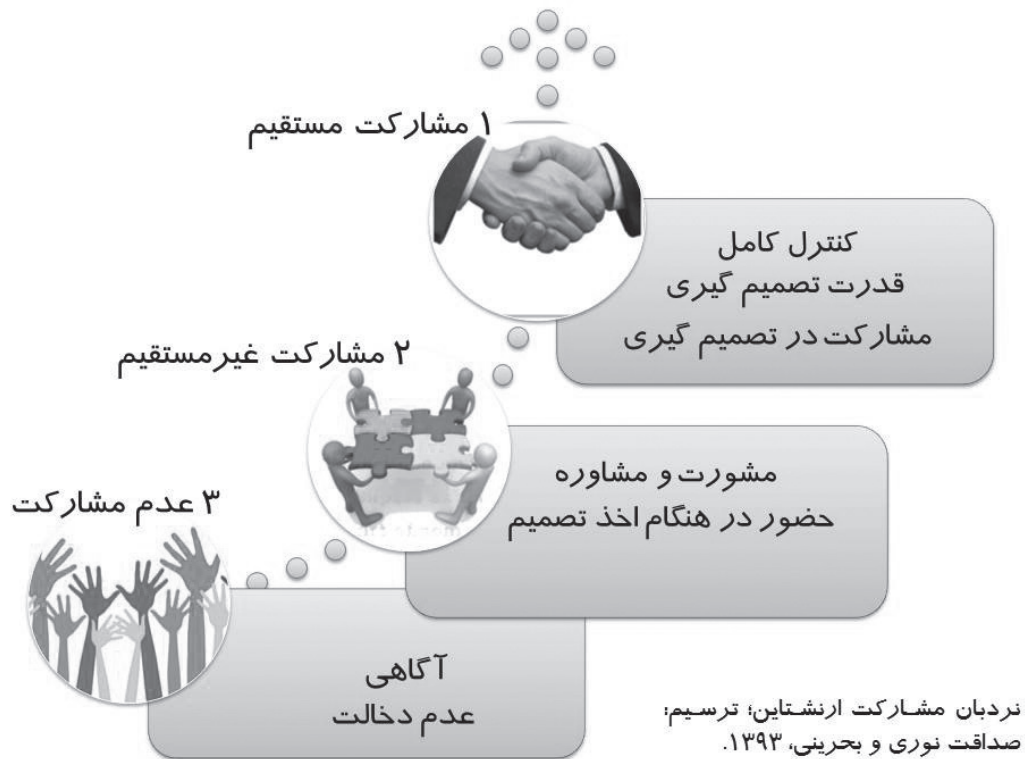 ۱ مشارکت مستقیم
کنترل کامل
قدرت تصمیم گیری
مشارکت در تصمیم گیری
۲ مشارکت غیرمستقیم
مشورت و مشاوره
حضور در هنگام اخذ تصمیم
۳ عدم مشارکت
آگاهی
عدم دخالت
نردبان مشارکت ارنشتاین؛ ترسیم:
صداقت نوری و بحرینی، ۱۳۹۳.